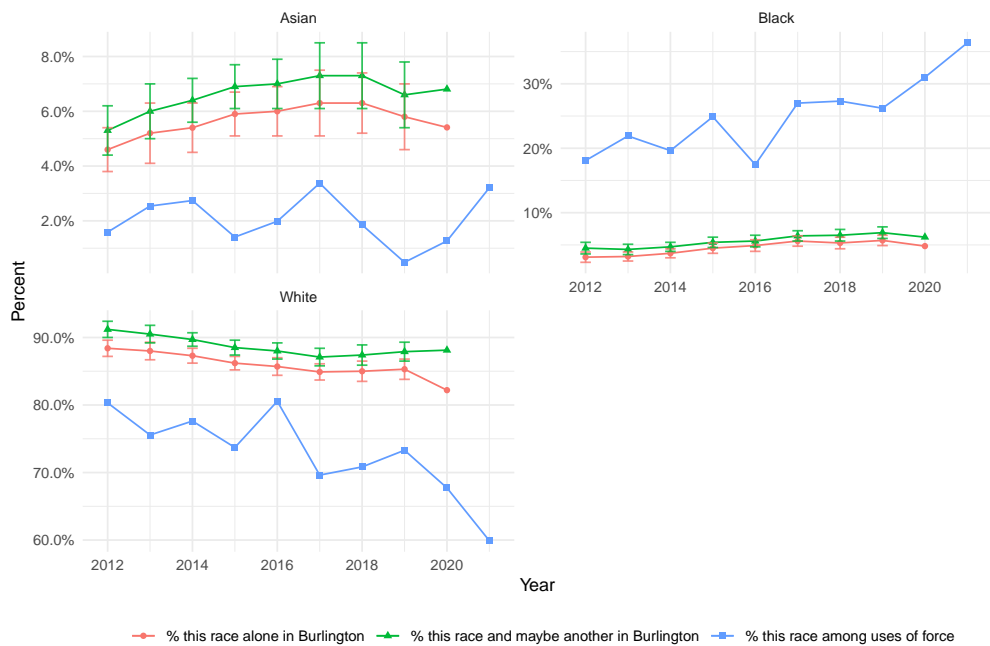 Asian
Black
8.0%
6.0%
4.0%
2.0%
30%
20%
10%
2012 2014 2016 2018 2020
White
90.0%
80.0%
70.0%
60.0%
2012 2014 2016 2018 2020
Percent
Year
% this race alone in Burlington % this race and maybe another in Burlington % this race among uses of force